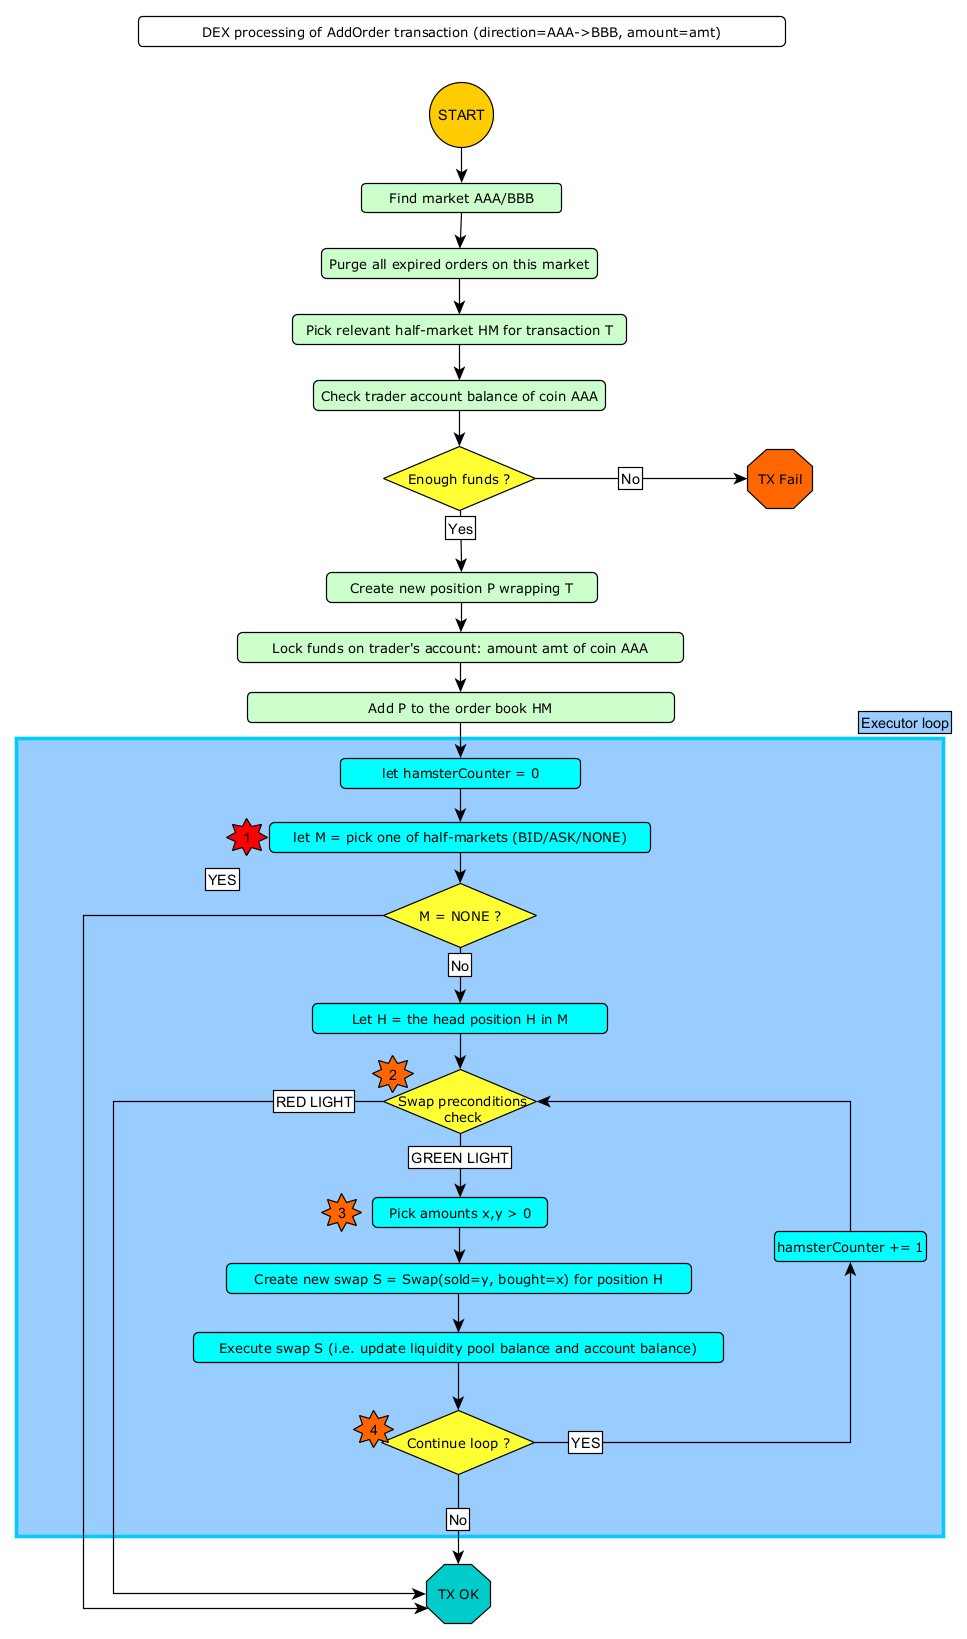 DEX processing of AddOrder transaction (direction=AAA->BBB, amount=amt)
START
Find market AAA/BBB
Purge all expired orders on this market
Pick relevant half-market HM for transaction T
Check trader account balance of coin AAA
Enough funds ?
No
TX Fail
Yes
Create new position P wrapping T
Lock funds on trader's account: amount amt of coin AAA
Add P to the order book HM
Executor loop
let hamsterCounter = 0
1
let M = pick one of half-markets (BID/ASK/NONE)
YES
M = NONE ?
No
Let H = the head position H in M
2
RED LIGHT
Swap preconditions
check
GREEN LIGHT
3
Pick amounts x,y > 0
hamsterCounter += 1
Create new swap S = Swap(sold=y, bought=x) for position H
Execute swap S (i.e. update liquidity pool balance and account balance)
4
Continue loop ?
YES
No
TX OK